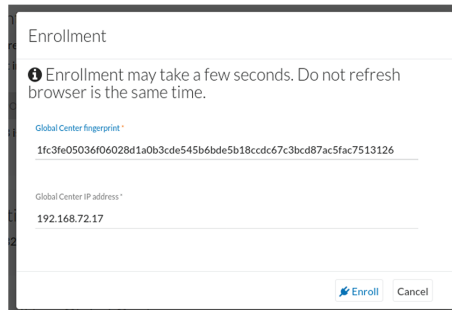 Enrollment
Enrollment may take a few seconds. Do not refresh
browser is the same time.
Global Center fingerprint *
1fc3fe05036f06028d1a0b3cde545b6bde5b18ccdc67c3bcd87ac5fac7513126
Global Center IP address *
192.168.72.17
Enroll Cancel